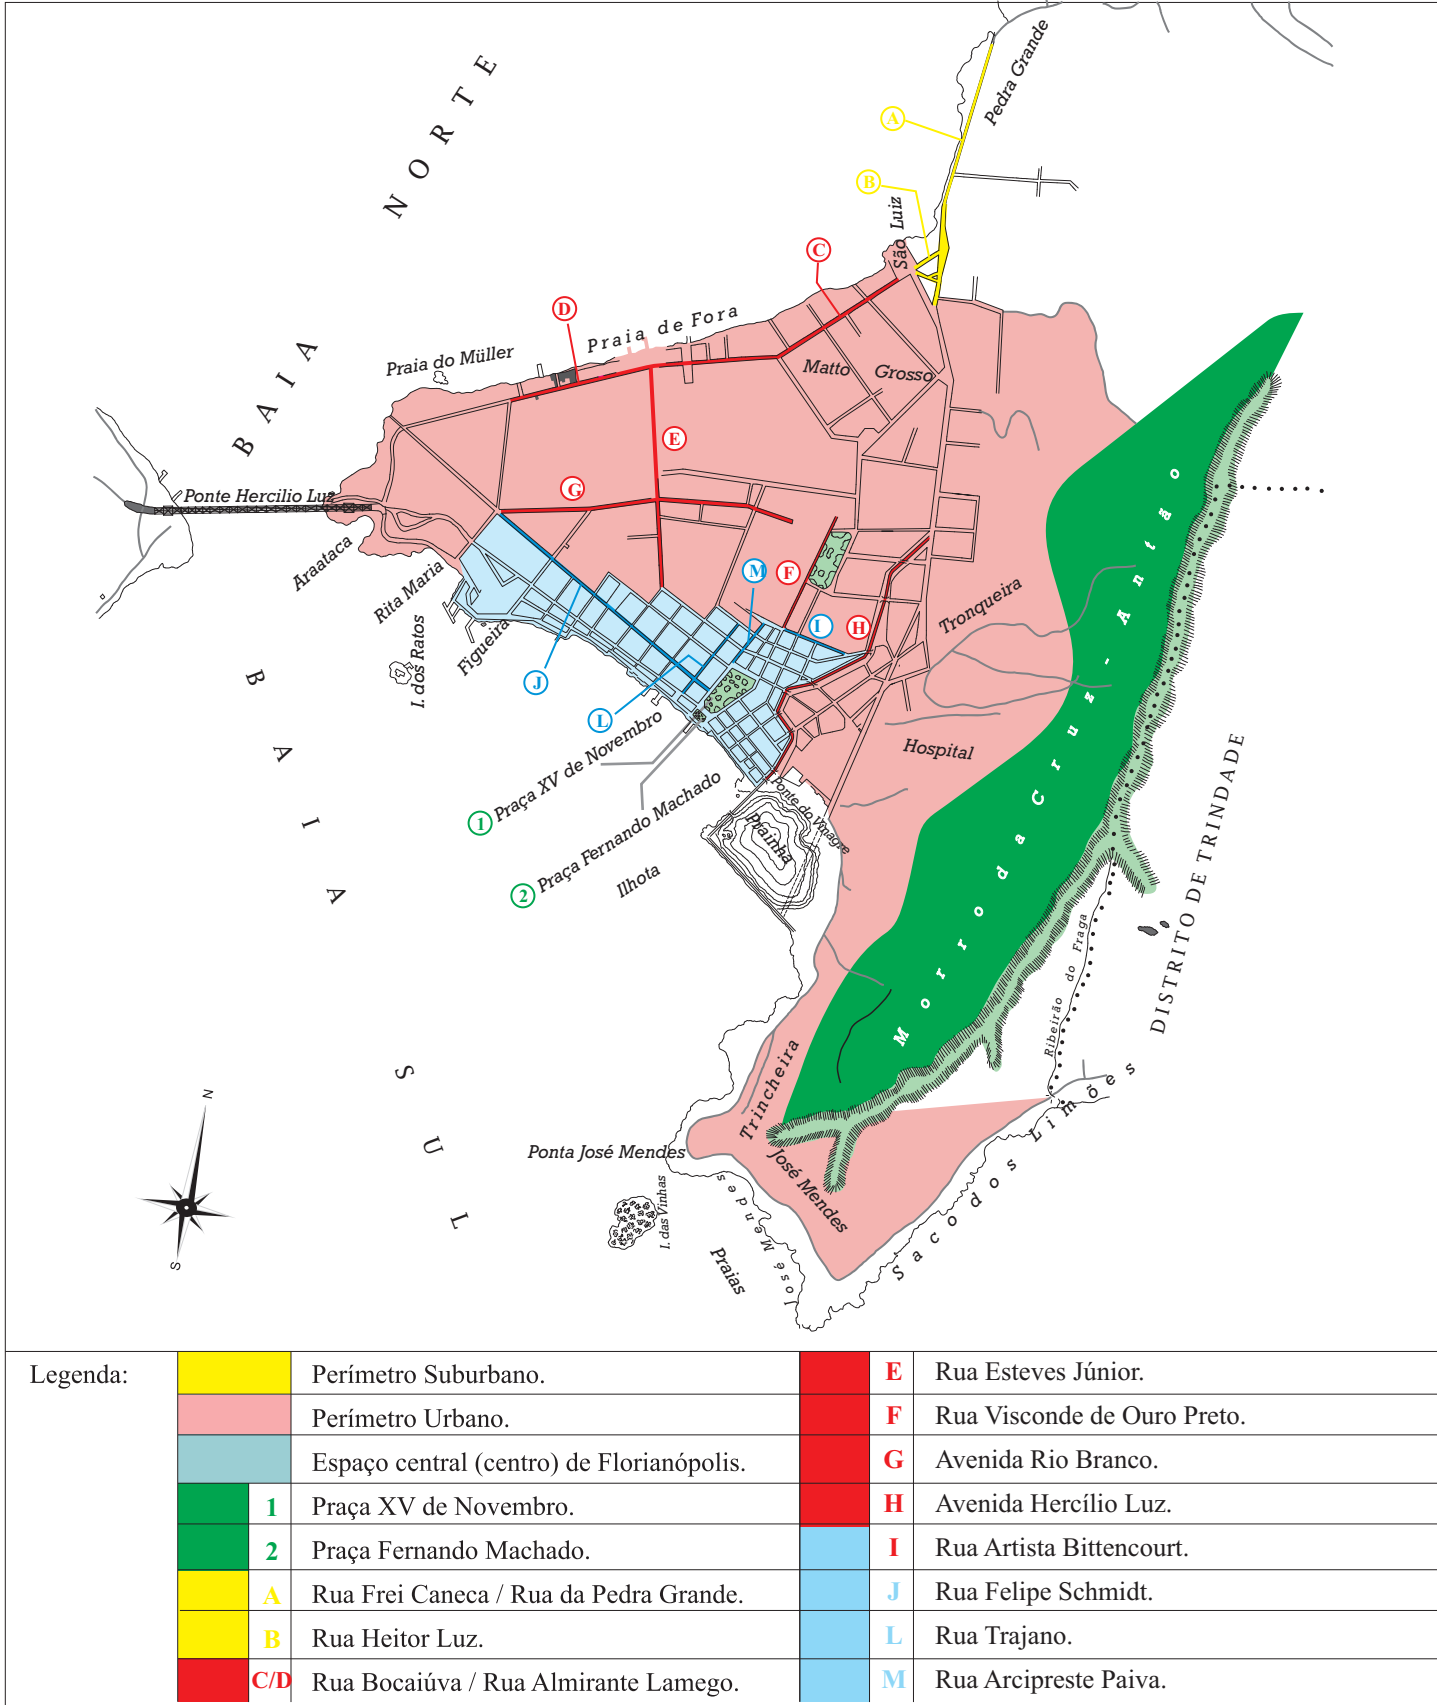 BAIA NORTE
Pedra Grande
A
B
São Luiz
C
D
Praia de Fora
Praia do Müller
Matto Grosso
E
G
Ponte Hercilio Luz
Araataca
Rita Maria
I. dos Ratos
Figueira
M
F
I
H
Tronqueira
J
L
BAIA SUL
Hospital
1 Praça XV de Novembro
2 Praça Fernando Machado
Ilhota
Ponte do Vinagre
Prainha
Morro da Cruz - Antão
DISTRITO DE TRINDADE
Ribeirão do Fraga
Trincheira
José Mendes
Ponta José Mendes
I. das Vinhas
Praias
José Mendes
Saco dos Limões
N
S
Legenda:
Perímetro Suburbano.
Perímetro Urbano.
Espaço central (centro) de Florianópolis.
1 Praça XV de Novembro.
2 Praça Fernando Machado.
A Rua Frei Caneca / Rua da Pedra Grande.
B Rua Heitor Luz.
C/D Rua Bocaiúva / Rua Almirante Lamego.
E Rua Esteves Júnior.
F Rua Visconde de Ouro Preto.
G Avenida Rio Branco.
H Avenida Hercílio Luz.
I Rua Artista Bittencourt.
J Rua Felipe Schmidt.
L Rua Trajano.
M Rua Arcipreste Paiva.